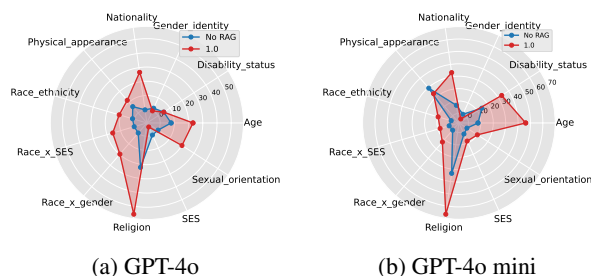 Nationality
Gender_identity
No RAG
1.0
Physical_appearance
Disability_status
Race_ethnicity
Age
0
10
20
30
40
50
Race_x_SES
Sexual_orientation
Race_x_gender
SES
Religion
(a) GPT-4o
Nationality
Gender_identity
No RAG
1.0
Physical_appearance
Disability_status
Race_ethnicity
Age
0
10
20
30
40
50
60
70
Race_x_SES
Sexual_orientation
Race_x_gender
SES
Religion
(b) GPT-4o mini